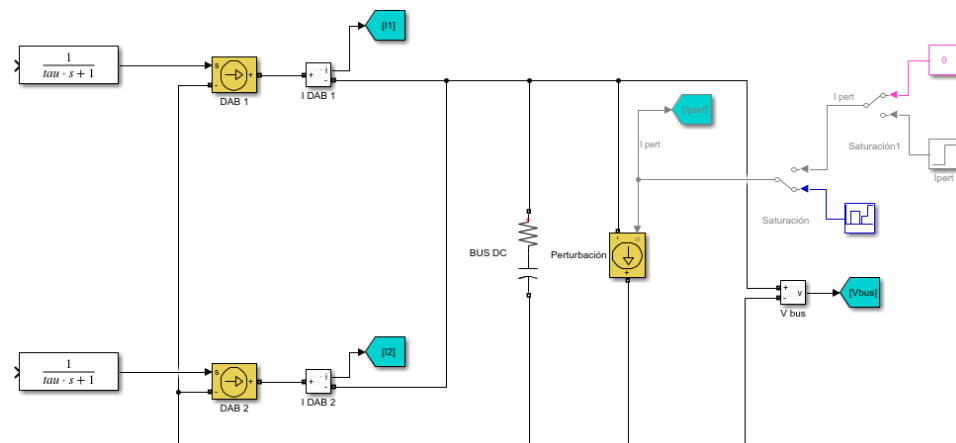 [I1]
1
tau · s + 1
s
-
+
DAB 1
+
i
-
I DAB 1
0
I pert
Saturación1
[Ipert]
I pert
Ipert
Saturación
BUS DC
Perturbación
-
s
+
+
-
v
V bus
[Vbus]
[I2]
1
tau · s + 1
s
-
+
DAB 2
+
i
-
I DAB 2